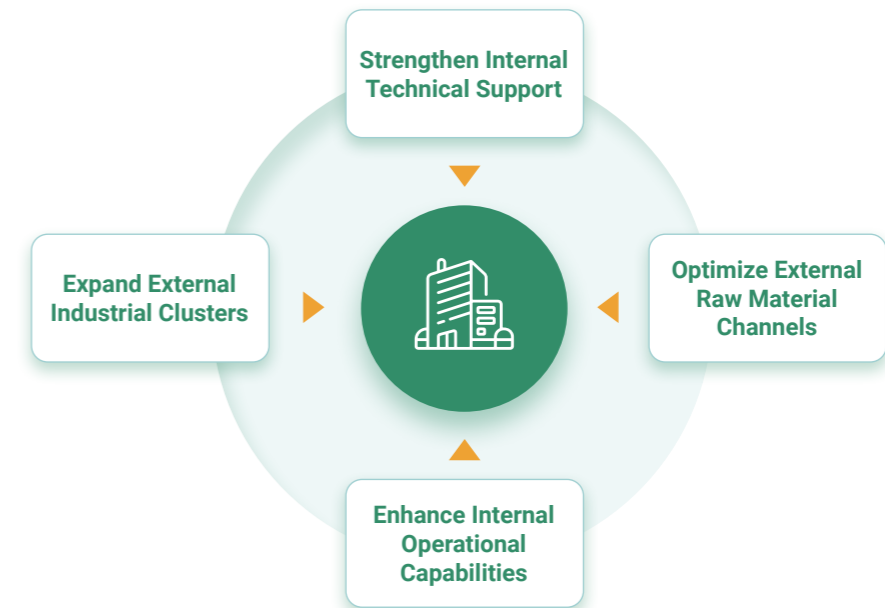 Strengthen Internal
Technical Support
Expand External
Industrial Clusters
Optimize External
Raw Material
Channels
Enhance Internal
Operational
Capabilities